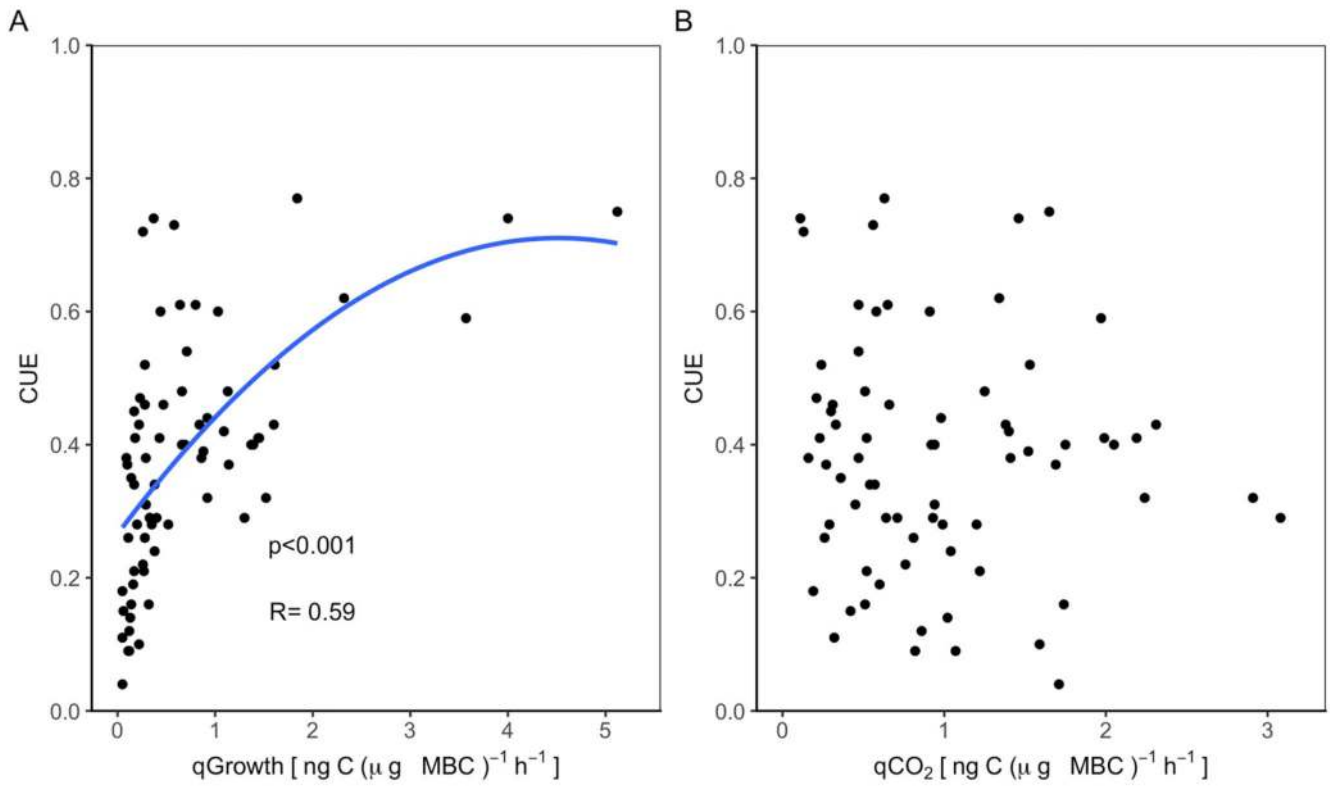 A
1.0
0.8
0.6
0.4
0.2
0.0
CUE
p<0.001
R= 0.59
0 1 2 3 4 5
qGrowth [ ng C (μ g MBC )⁻¹ h⁻¹ ]
B
1.0
0.8
0.6
0.4
0.2
0.0
CUE
0 1 2 3
qCO₂ [ ng C (μ g MBC )⁻¹ h⁻¹ ]